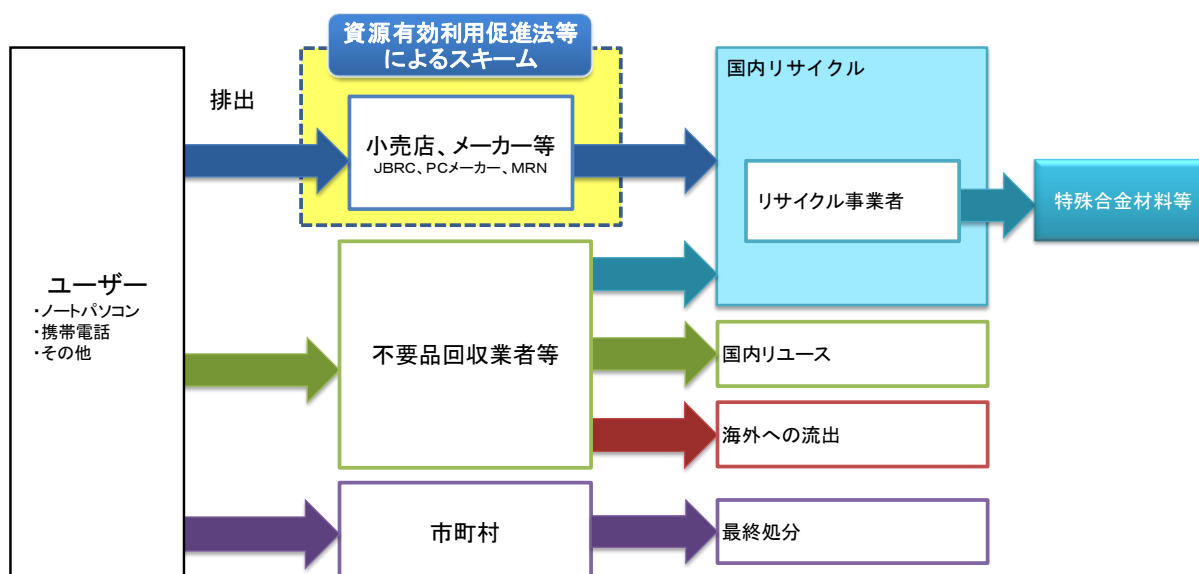 資源有効利用促進法等
によるスキーム
排出
小売店、メーカー等
JBRC、PCメーカー、MRN
国内リサイクル
リサイクル事業者
特殊合金材料等
ユーザー
・ノートパソコン
・携帯電話
・その他
不要品回収業者等
国内リユース
海外への流出
市町村
最終処分